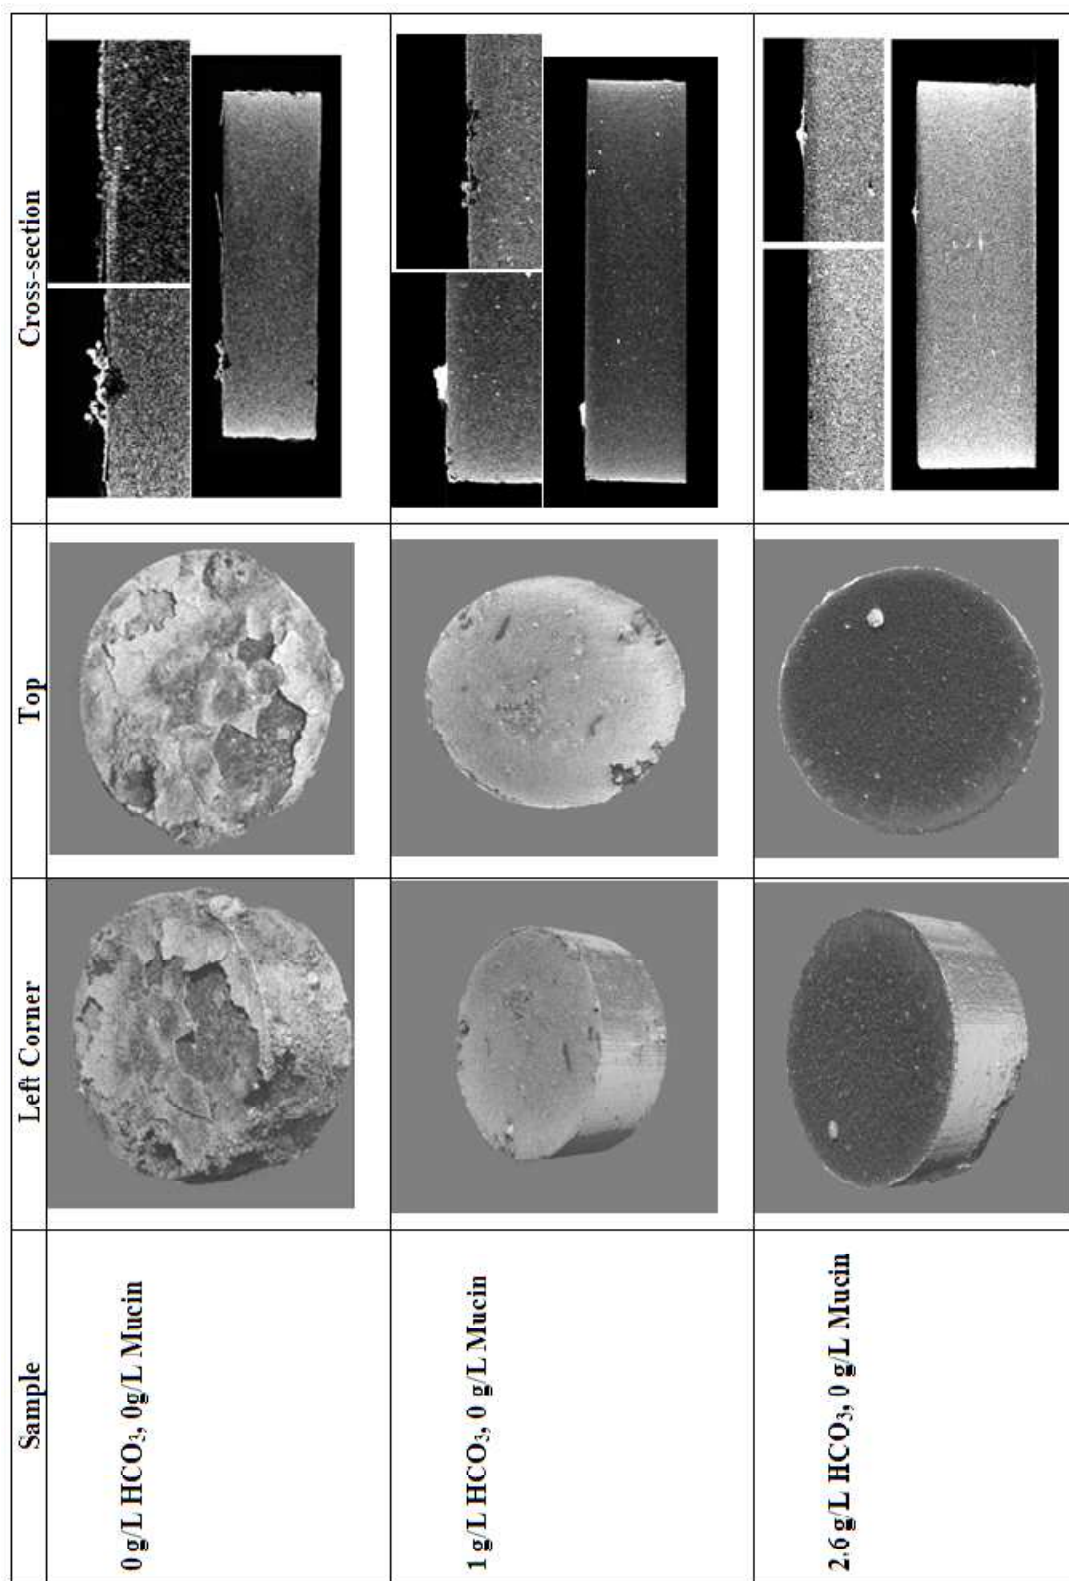 Sample
Left Corner
Top
Cross-section
0 g/L HCO₃, 0g/L Mucin
1 g/L HCO₃, 0 g/L Mucin
2.6 g/L HCO₃, 0 g/L Mucin